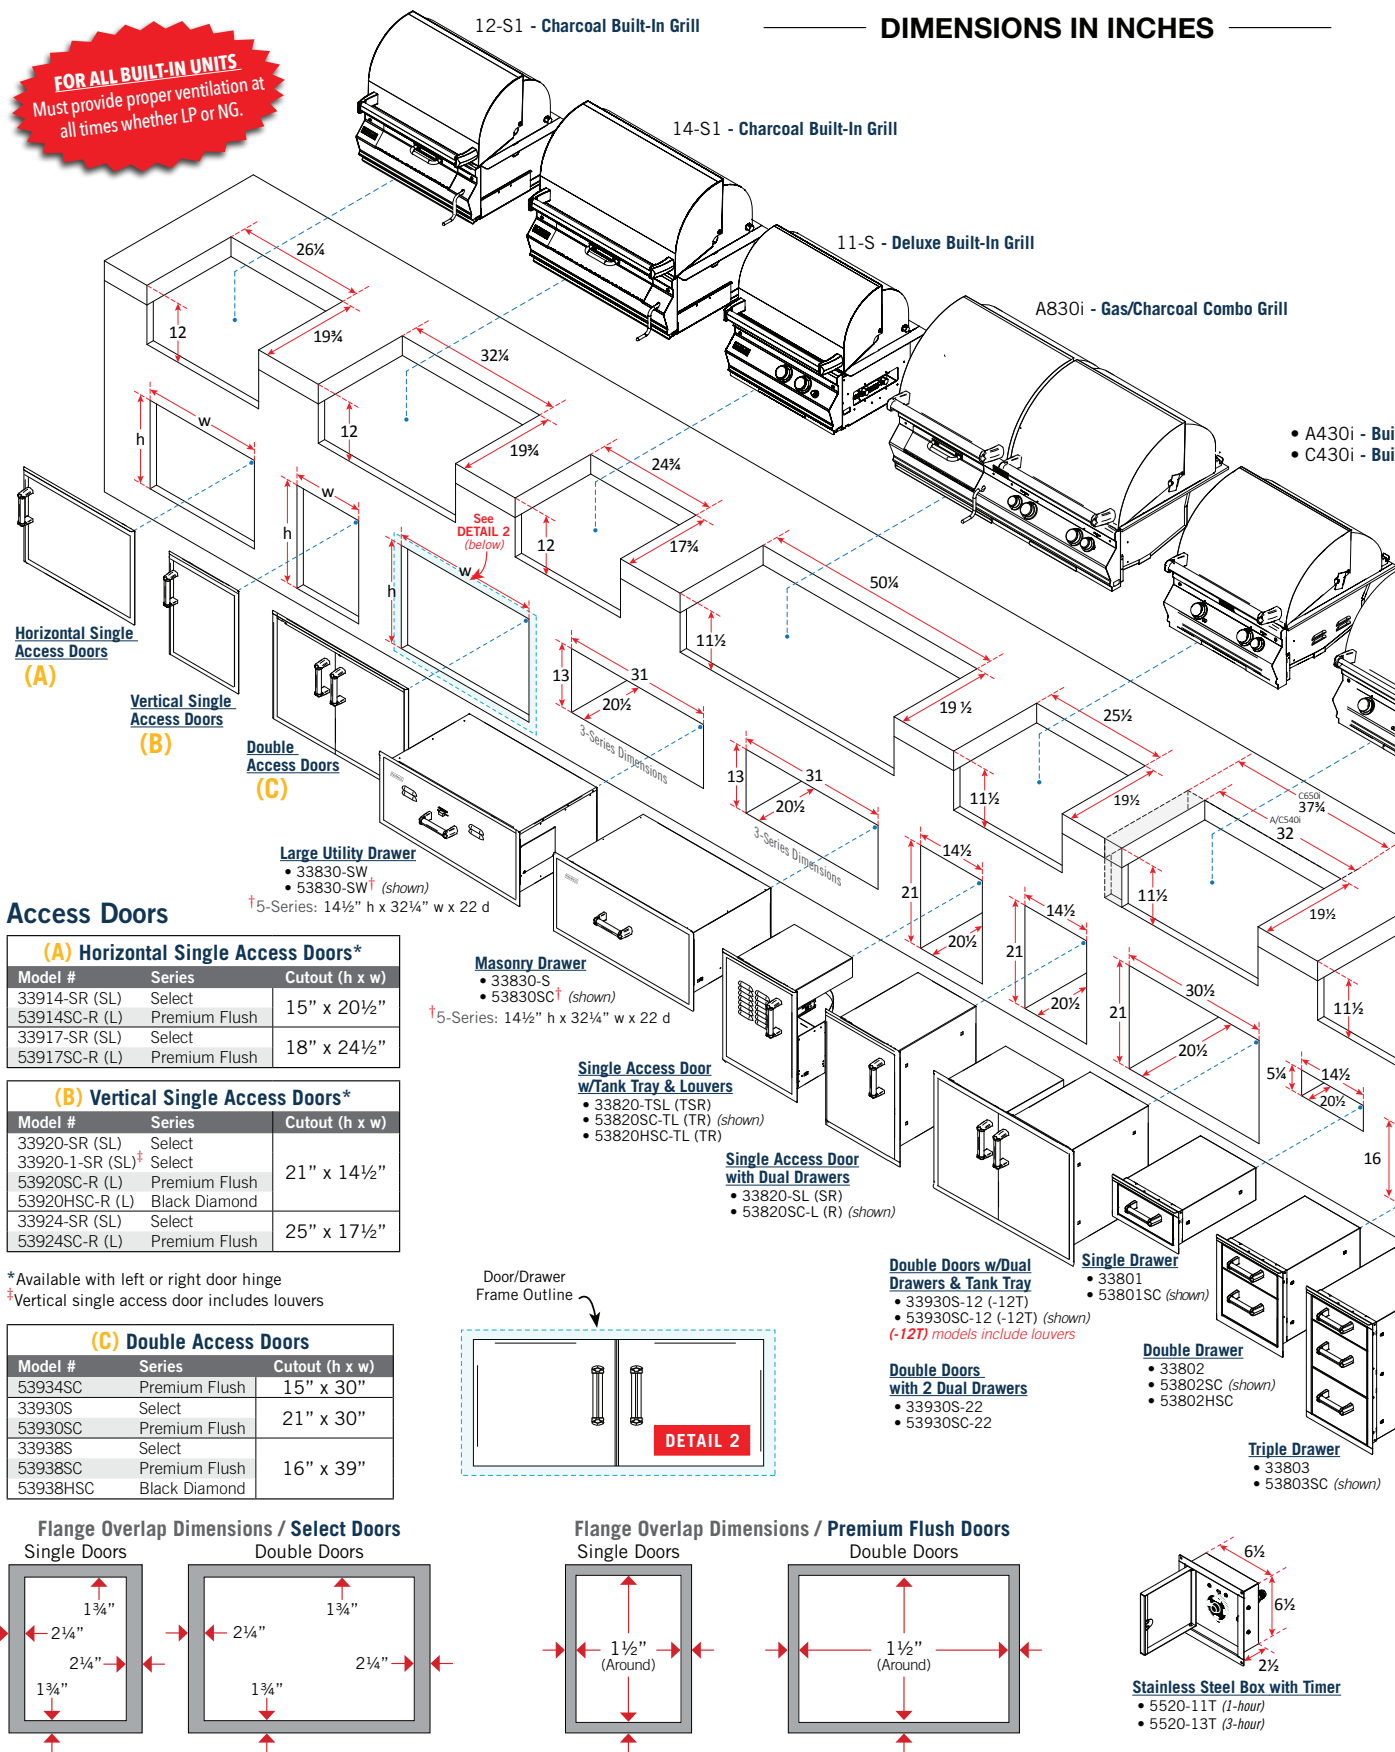 DIMENSIONS IN INCHES
FOR ALL BUILT-IN UNITS
Must provide proper ventilation at
all times whether LP or NG.
12-S1 - Charcoal Built-In Grill
14-S1 - Charcoal Built-In Grill
11-S - Deluxe Built-In Grill
A830i - Gas/Charcoal Combo Grill
• A430i - Bui
• C430i - Bui
26¼
12
19¾
32¼
12
19¾
24¾
12
17¾
50¼
11½
19 ½
25½
11½
19½
C650i
37¾
A/C540i
32
11½
19½
11½
h
w
h
w
See
DETAIL 2
(below)
h
w
13
31
20½
3-Series Dimensions
13
31
20½
3-Series Dimensions
21
14½
20½
21
14½
20½
21
30½
20½
5¼
14½
20½
16
Horizontal Single
Access Doors
(A)
Vertical Single
Access Doors
(B)
Double
Access Doors
(C)
Large Utility Drawer
• 33830-SW
• 53830-SW† (shown)
†5-Series: 14½” h x 32¼” w x 22 d
Masonry Drawer
• 33830-S
• 53830SC† (shown)
†5-Series: 14½” h x 32¼” w x 22 d
Single Access Door
w/Tank Tray & Louvers
• 33820-TSL (TSR)
• 53820SC-TL (TR) (shown)
• 53820HSC-TL (TR)
Single Access Door
with Dual Drawers
• 33820-SL (SR)
• 53820SC-L (R) (shown)
Double Doors w/Dual
Drawers & Tank Tray
• 33930S-12 (-12T)
• 53930SC-12 (-12T) (shown)
(-12T) models include louvers
Double Doors
with 2 Dual Drawers
• 33930S-22
• 53930SC-22
Single Drawer
• 33801
• 53801SC (shown)
Double Drawer
• 33802
• 53802SC (shown)
• 53802HSC
Triple Drawer
• 33803
• 53803SC (shown)
Access Doors
(A) Horizontal Single Access Doors*
Model # Series Cutout (h x w)
33914-SR (SL) Select
53914SC-R (L) Premium Flush 15” x 20½”
33917-SR (SL) Select
53917SC-R (L) Premium Flush 18” x 24½”
(B) Vertical Single Access Doors*
Model # Series Cutout (h x w)
33920-SR (SL) Select
33920-1-SR (SL)‡ Select
53920SC-R (L) Premium Flush 21” x 14½”
53920HSC-R (L) Black Diamond
33924-SR (SL) Select
53924SC-R (L) Premium Flush 25” x 17½”
*Available with left or right door hinge
‡Vertical single access door includes louvers
(C) Double Access Doors
Model # Series Cutout (h x w)
53934SC Premium Flush 15” x 30”
33930S Select
53930SC Premium Flush 21” x 30”
33938S Select
53938SC Premium Flush 16” x 39”
53938HSC Black Diamond
Door/Drawer
Frame Outline
DETAIL 2
Flange Overlap Dimensions / Select Doors
Single Doors
Double Doors
1¾”
2¼”
2¼”
1¾”
1¾”
2¼”
2¼”
1¾”
Flange Overlap Dimensions / Premium Flush Doors
Single Doors
Double Doors
1½”
(Around)
1½”
(Around)
6½
6½
2½
Stainless Steel Box with Timer
• 5520-11T (1-hour)
• 5520-13T (3-hour)